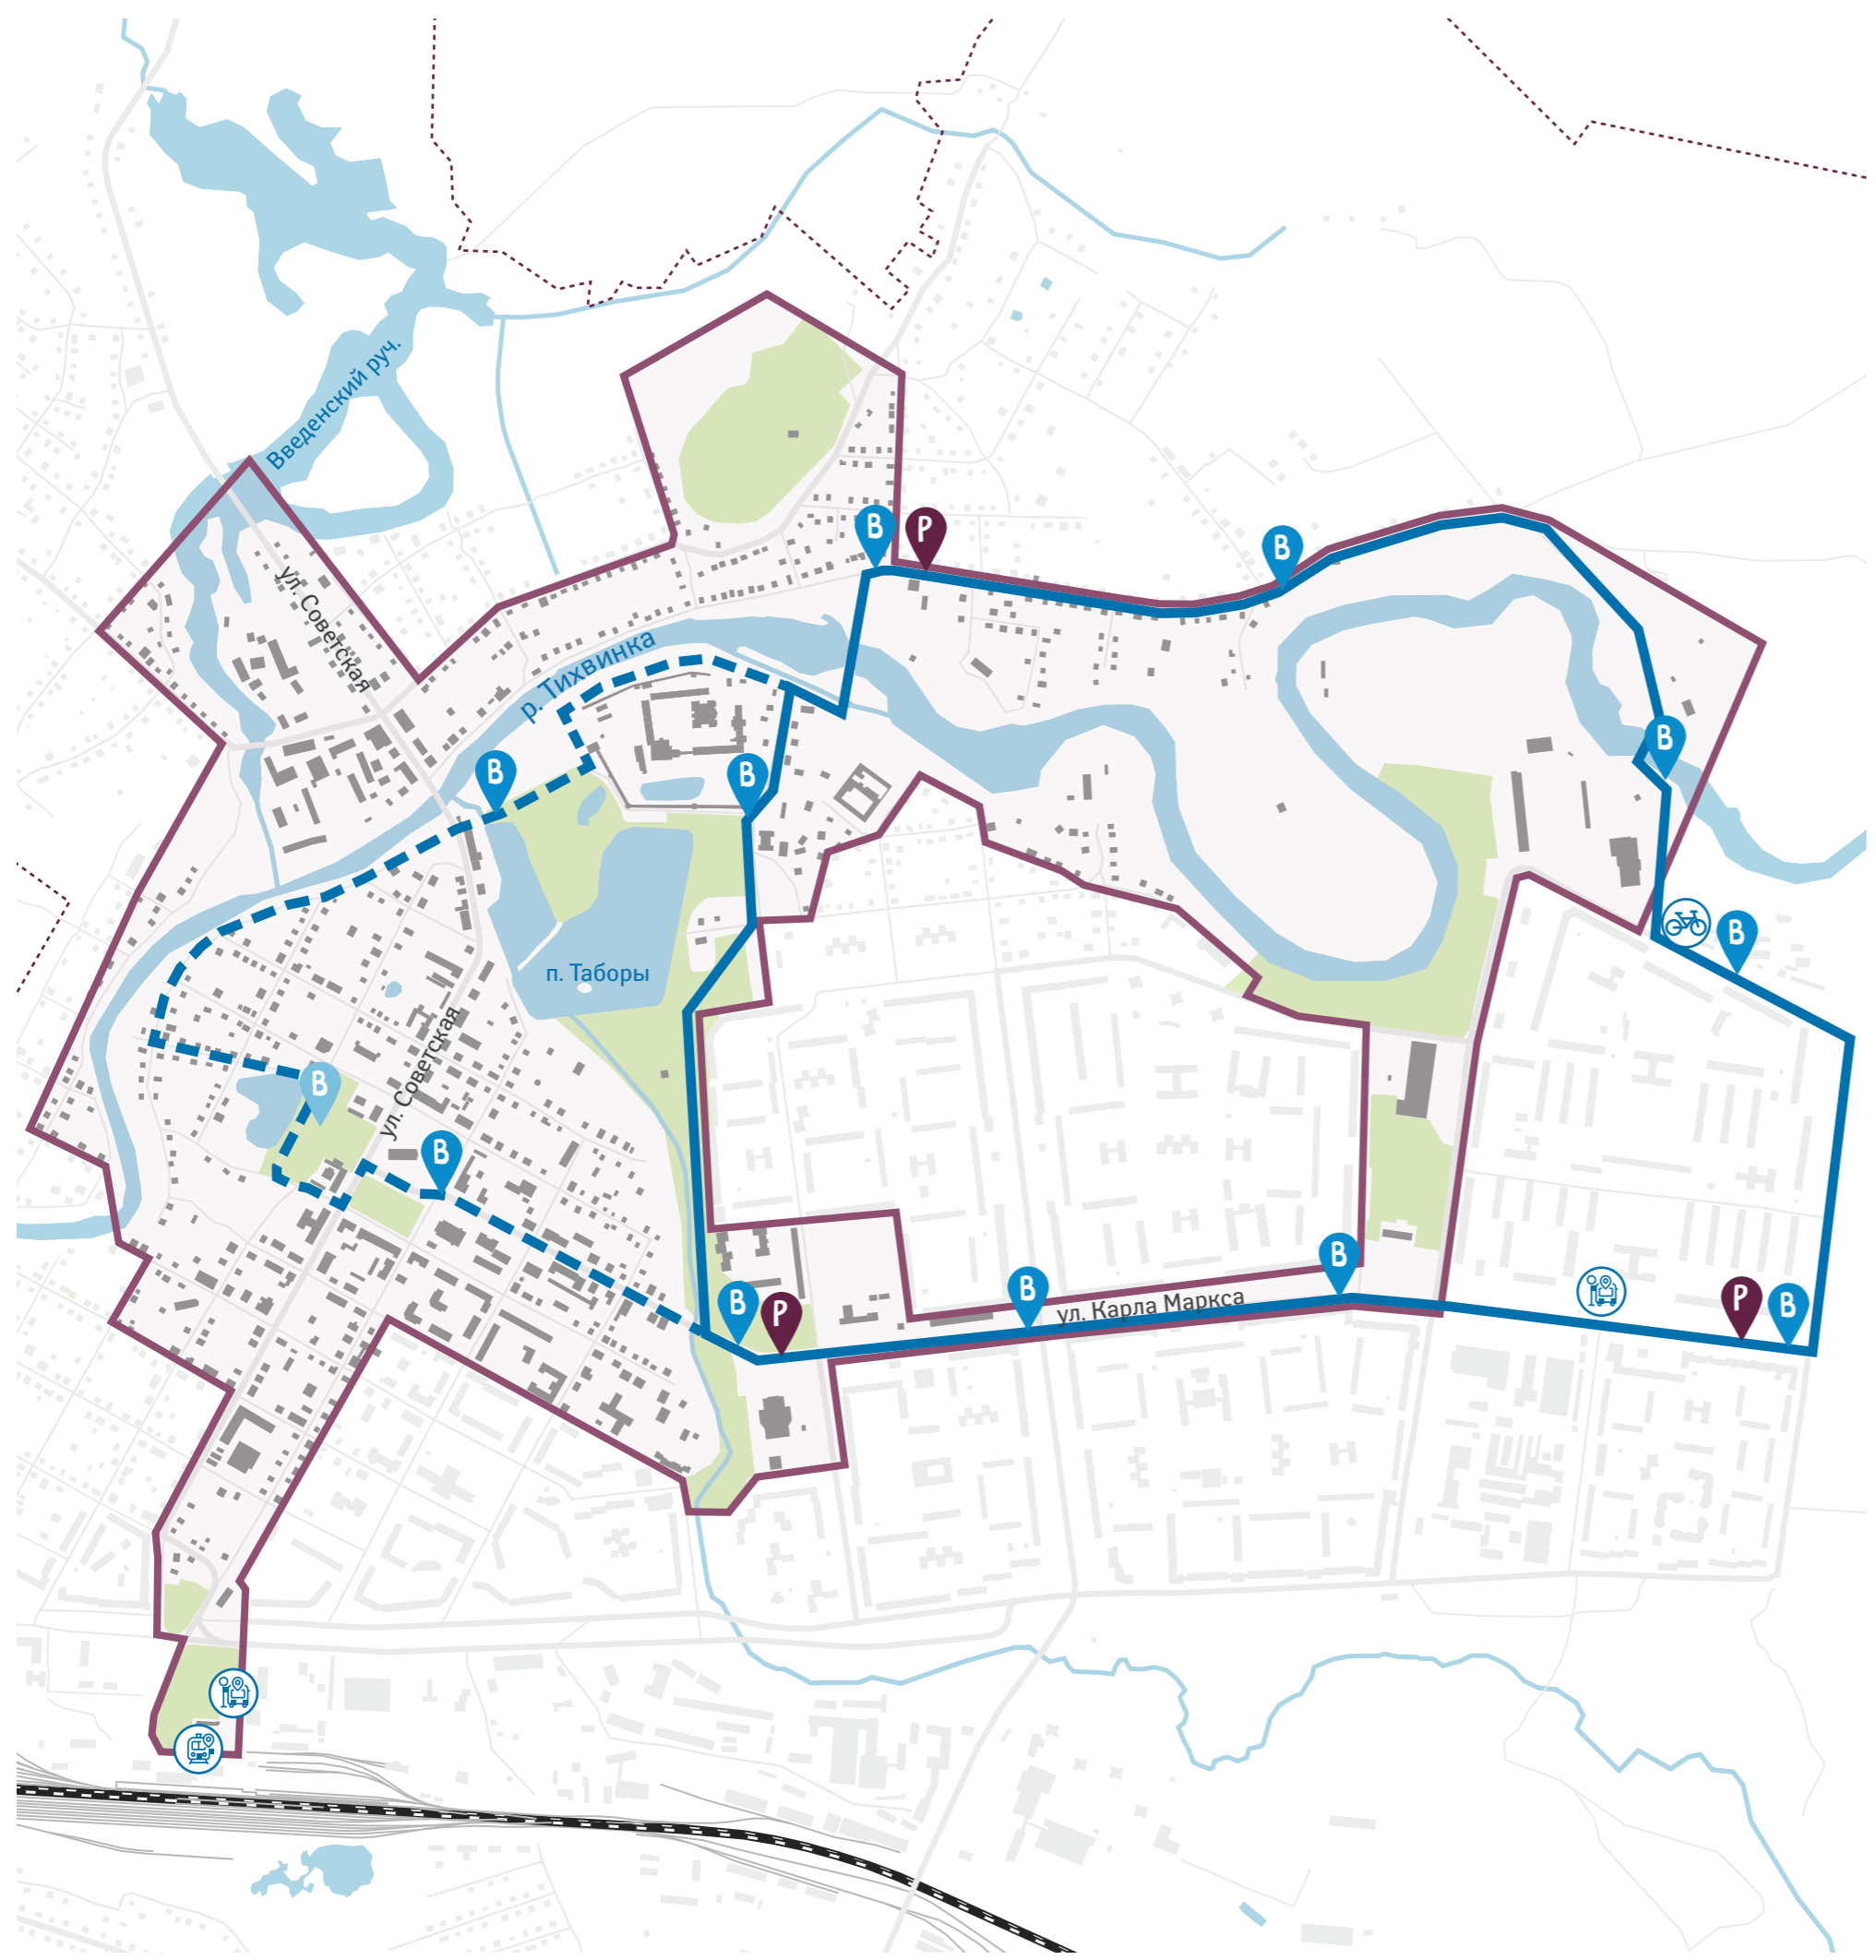 Введенский руч.
B
P
B
ул. Советская
р. Тихвинка
B
B
B
B
п. Таборы
ул. Советская
B
B
B
B
B
P
B
ул. Карла Маркса
P
B